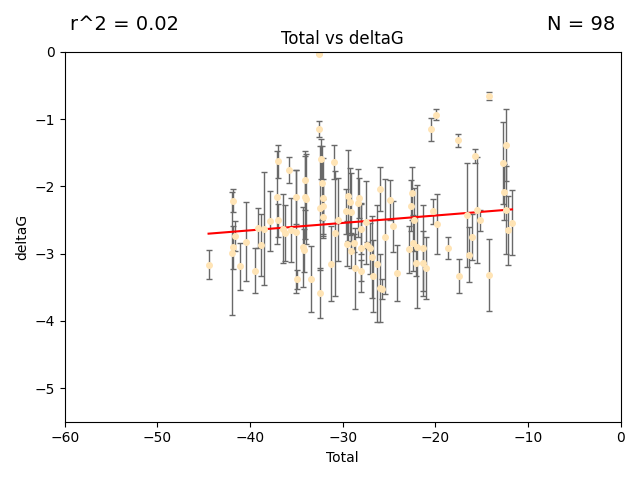 r^2 = 0.02
N = 98
Total vs deltaG
0
−1
−2
−3
−4
−5
deltaG
−60
−50
−40
−30
−20
−10
0
Total